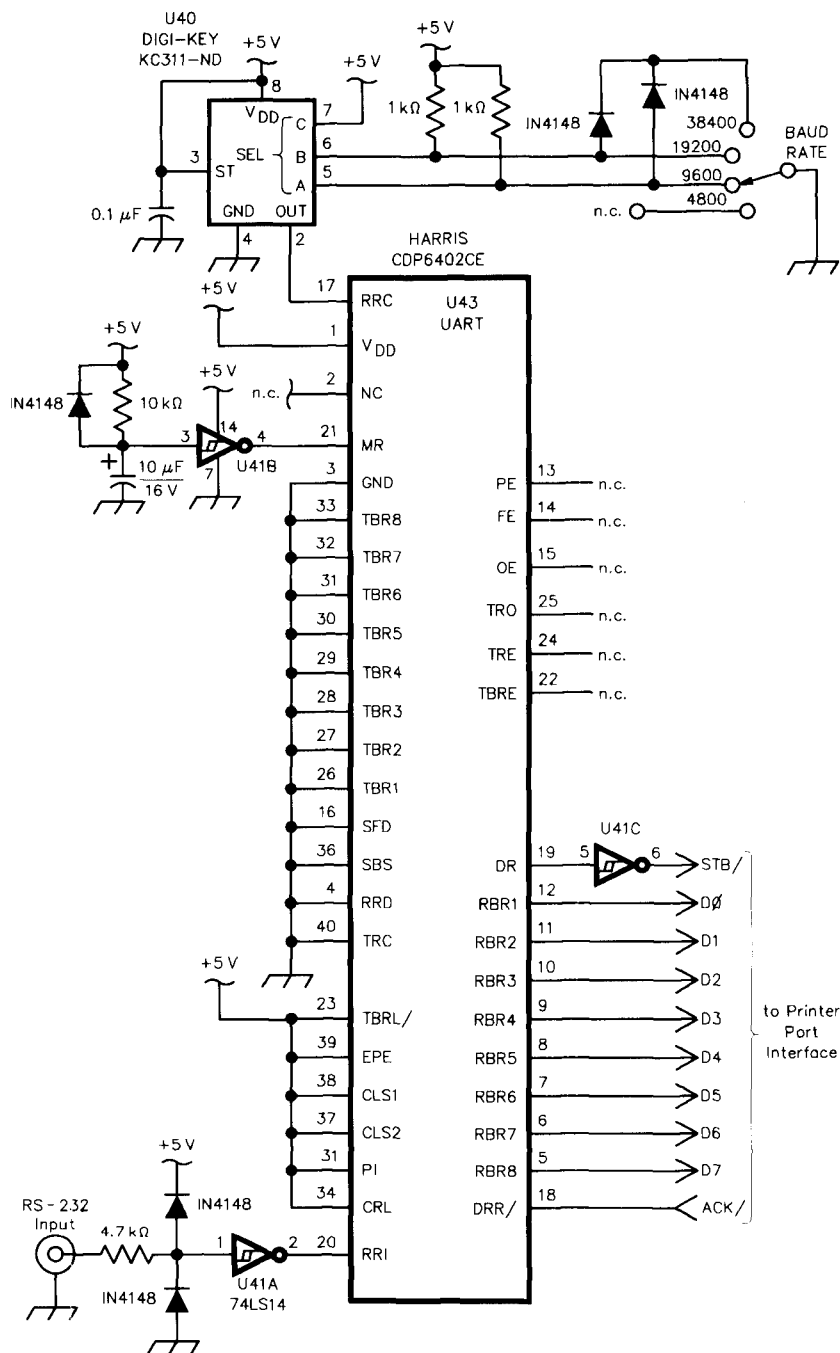 U40
DIGI-KEY
KC311-ND
+5 V
8
VDD
C
7
+5 V
3
ST
SEL
B
6
A
5
GND
OUT
4
2
0.1 µF
+5 V
1 kΩ
1 kΩ
IN4148
IN4148
38400
19200
9600
4800
n.c.
BAUD
RATE
HARRIS
CDP6402CE
U43
UART
17
RRC
+5 V
1
VDD
n.c.
2
NC
+5 V
IN4148
10 kΩ
+
10 µF
16 V
+5 V
3
14
4
7
U41B
21
MR
3
GND
33
TBR8
32
TBR7
31
TBR6
30
TBR5
29
TBR4
28
TBR3
27
TBR2
26
TBR1
16
SFD
36
SBS
4
RRD
40
TRC
+5 V
23
TBRL/
39
EPE
38
CLS1
37
CLS2
31
PI
34
CRL
20
RRI
PE
13
n.c.
FE
14
n.c.
OE
15
n.c.
TRO
25
n.c.
TRE
24
n.c.
TBRE
22
n.c.
U41C
DR
19
5
6
STB/
RBR1
12
DØ
RBR2
11
D1
RBR3
10
D2
RBR4
9
D3
RBR5
8
D4
RBR6
7
D5
RBR7
6
D6
RBR8
5
D7
DRR/
18
ACK/
to Printer
Port
Interface
RS-232
Input
4.7 kΩ
+5 V
IN4148
IN4148
1
2
U41A
74LS14